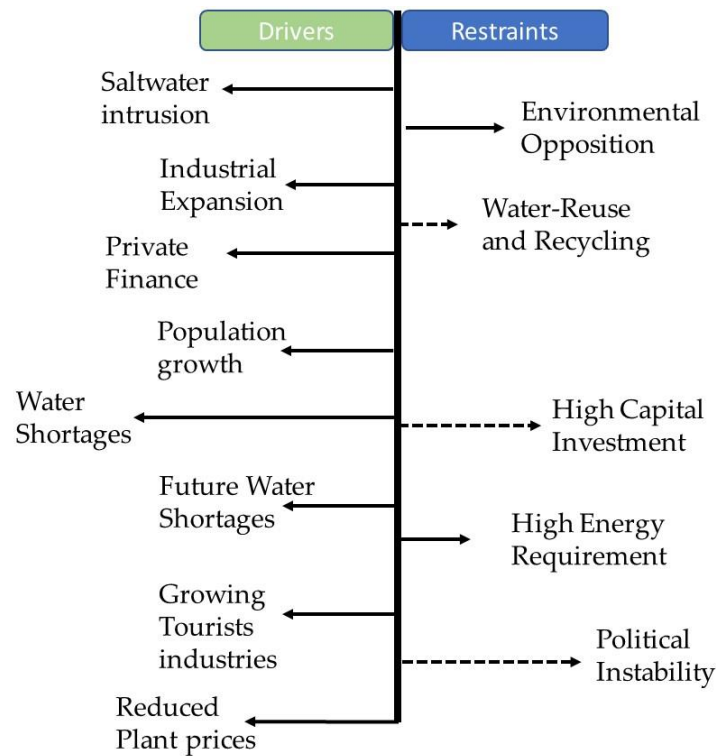 Drivers
Restraints
Saltwater
intrusion
Environmental
Opposition
Industrial
Expansion
Water-Reuse
and Recycling
Private
Finance
Population
growth
Water
Shortages
High Capital
Investment
Future Water
Shortages
High Energy
Requirement
Growing
Tourists
industries
Political
Instability
Reduced
Plant prices